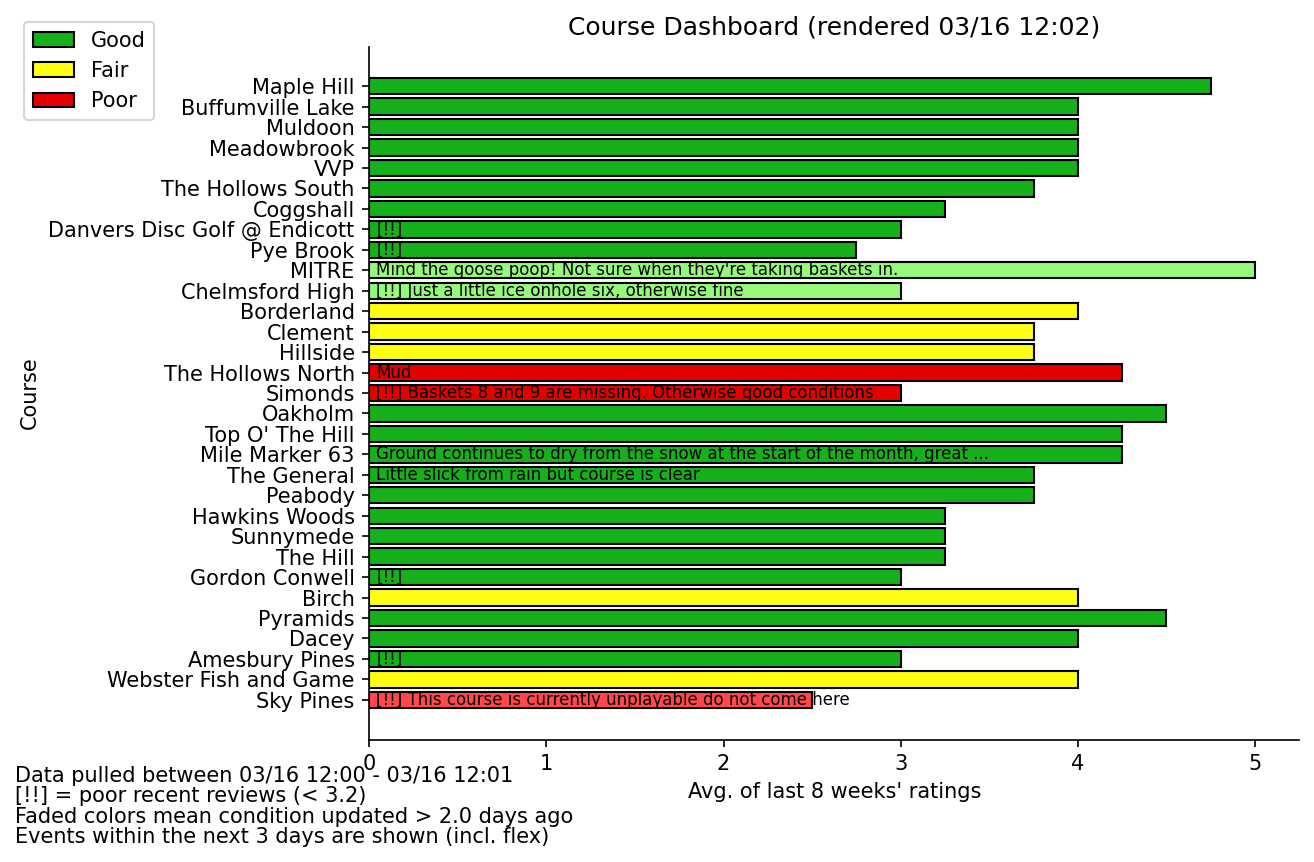 Course Dashboard (rendered 03/16 12:02)
Good
Fair
Poor
Course
Maple Hill
Buffumville Lake
Muldoon
Meadowbrook
VVP
The Hollows South
Coggshall
Danvers Disc Golf @ Endicott [!!]
Pye Brook [!!]
MITRE Mind the goose poop! Not sure when they're taking baskets in.
Chelmsford High [!!] Just a little ice onhole six, otherwise fine
Borderland
Clement
Hillside
The Hollows North Mud
Simonds [!!] Baskets 8 and 9 are missing. Otherwise good conditions
Oakholm
Top O' The Hill
Mile Marker 63 Ground continues to dry from the snow at the start of the month, great ...
The General Little slick from rain but course is clear
Peabody
Hawkins Woods
Sunnymede
The Hill
Gordon Conwell [!!]
Birch
Pyramids
Dacey
Amesbury Pines [!!]
Webster Fish and Game
Sky Pines [!!] This course is currently unplayable do not come here
0 1 2 3 4 5
Avg. of last 8 weeks' ratings
Data pulled between 03/16 12:00 - 03/16 12:01
[!!] = poor recent reviews (< 3.2)
Faded colors mean condition updated > 2.0 days ago
Events within the next 3 days are shown (incl. flex)